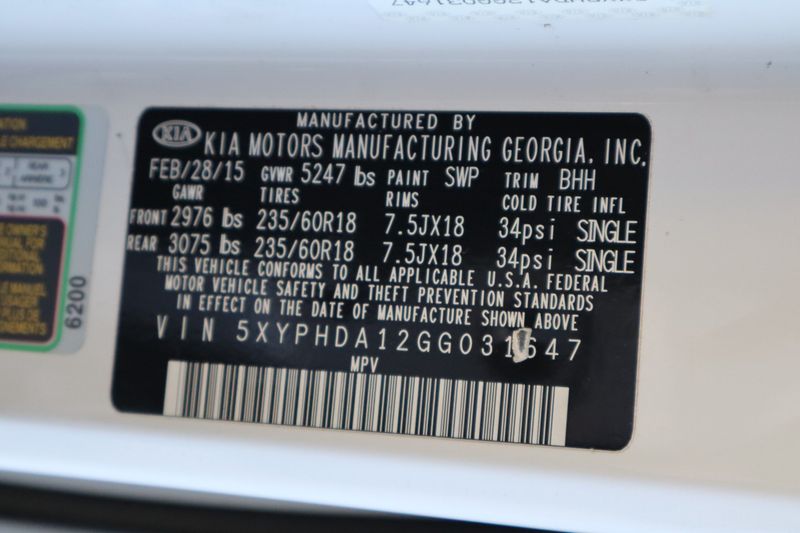 MANUFACTURED BY
KIA KIA MOTORS MANUFACTURING GEORGIA, INC.
FEB/28/15 GVWR 5247 lbs PAINT SWP TRIM BHH
GAWR TIRES RIMS COLD TIRE INFL
FRONT 2976 lbs 235/60R18 7.5JX18 34psi SINGLE
REAR 3075 lbs 235/60R18 7.5JX18 34psi SINGLE
THIS VEHICLE CONFORMS TO ALL APPLICABLE U.S.A. FEDERAL
MOTOR VEHICLE SAFETY AND THEFT PREVENTION STANDARDS
IN EFFECT ON THE DATE OF MANUFACTURE SHOWN ABOVE
VIN 5XYPHDA12GG031647
MPV
6200